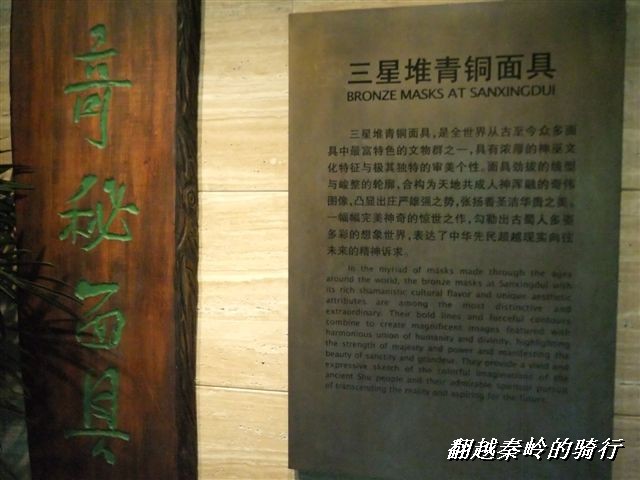 奇秘面具
三星堆青铜面具
BRONZE MASKS AT SANXINGDUI
三星堆青铜面具，是全世界从古至今众多面
具中最富特色的文物群之一，具有浓厚的神巫文
化特征与极其独特的审美个性。面具劲拔的线型
与峻整的轮廓，合构为天地共成人神浑融的奇伟
图像，凸显出庄严雄强之势，张扬着圣洁华贵之美。
一幅幅完美神奇的惊世之作，勾勒出古蜀人多姿
多彩的想象世界，表达了中华先民超越现实向往
未来的精神诉求。
In the myriad of masks made through the ages
around the world, the bronze masks at Sanxingdui with
its rich shamanistic cultural flavor and unique aesthetic
attributes are among the most distinctive and
extraordinary. Their bold lines and forceful contours
combine to create magnificent images featured with
harmonious union of humanity and divinity, highlighting
the strength of majesty and power and manifesting the
beauty of sanctity and grandeur. They provide a vivid and
expressive sketch of the colorful imagination of the
ancient Shu people and their admirable spiritual pursuit
of transcending the reality and aspiring for the future.
翻越秦岭的骑行